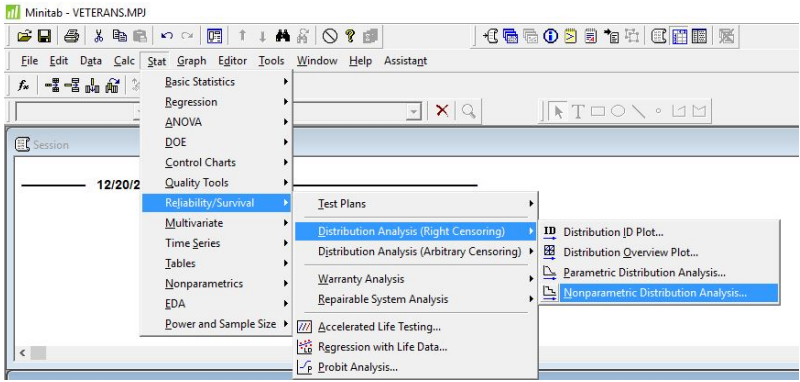 Minitab - VETERANS.MPJ
File Edit Data Calc Stat Graph Editor Tools Window Help Assistant
Basic Statistics
Regression
ANOVA
DOE
Control Charts
Quality Tools
Reliability/Survival
Multivariate
Time Series
Tables
Nonparametrics
EDA
Power and Sample Size
Session
12/20/2
Test Plans
Distribution Analysis (Right Censoring)
Distribution Analysis (Arbitrary Censoring)
Warranty Analysis
Repairable System Analysis
Accelerated Life Testing...
Regression with Life Data...
Probit Analysis...
ID Distribution ID Plot...
Distribution Overview Plot...
Parametric Distribution Analysis...
Nonparametric Distribution Analysis...